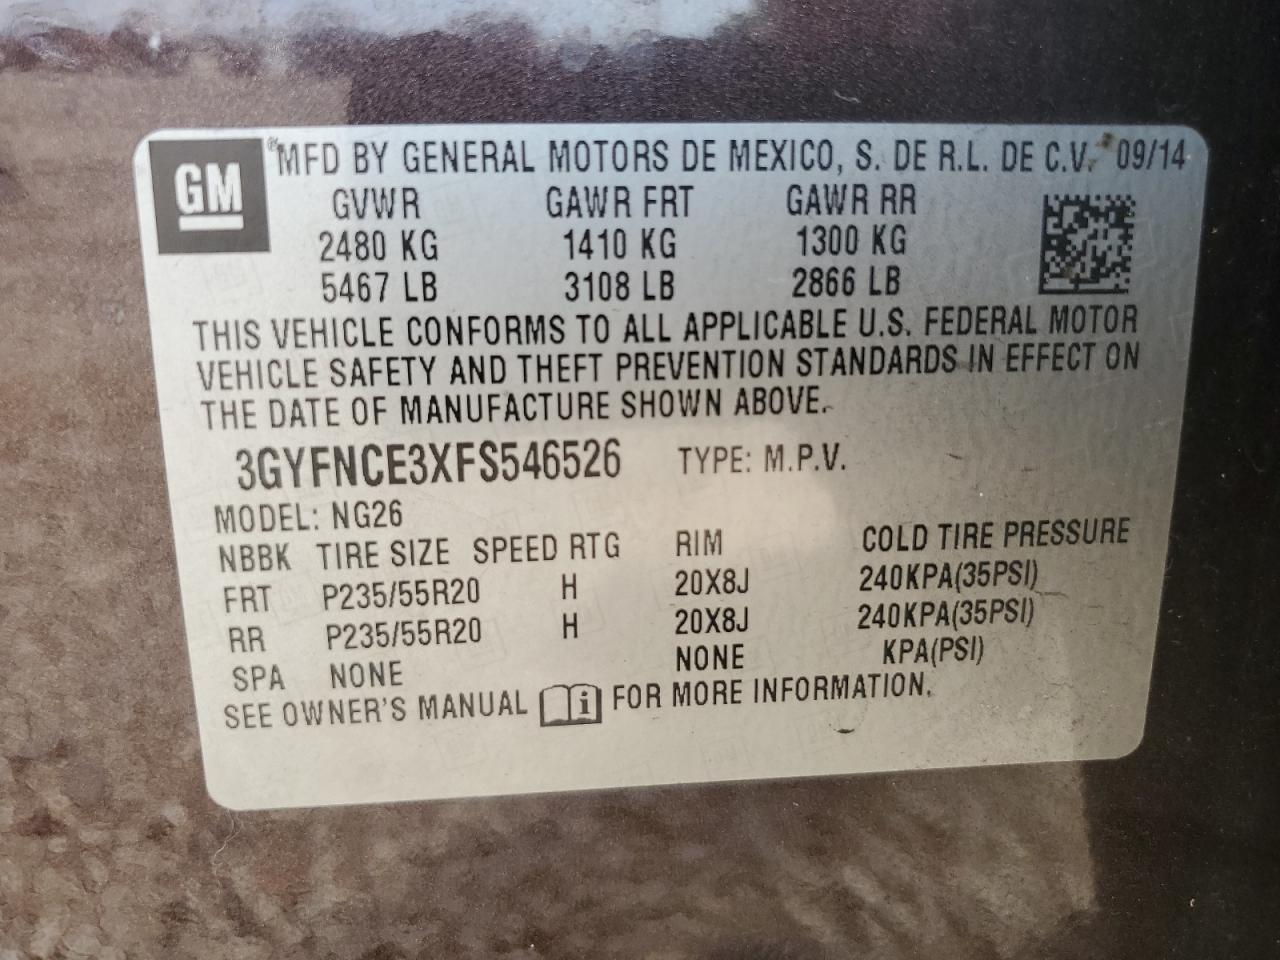 GM ® MFD BY GENERAL MOTORS DE MEXICO, S. DE R.L. DE C.V. 09/14
GVWR GAWR FRT GAWR RR
2480 KG 1410 KG 1300 KG
5467 LB 3108 LB 2866 LB
THIS VEHICLE CONFORMS TO ALL APPLICABLE U.S. FEDERAL MOTOR
VEHICLE SAFETY AND THEFT PREVENTION STANDARDS IN EFFECT ON
THE DATE OF MANUFACTURE SHOWN ABOVE.
3GYFNCE3XFS546526 TYPE: M.P.V.
MODEL: NG26
NBBK TIRE SIZE SPEED RTG RIM COLD TIRE PRESSURE
FRT P235/55R20 H 20X8J 240KPA(35PSI)
RR P235/55R20 H 20X8J 240KPA(35PSI)
SPA NONE NONE KPA(PSI)
SEE OWNER'S MANUAL i FOR MORE INFORMATION.